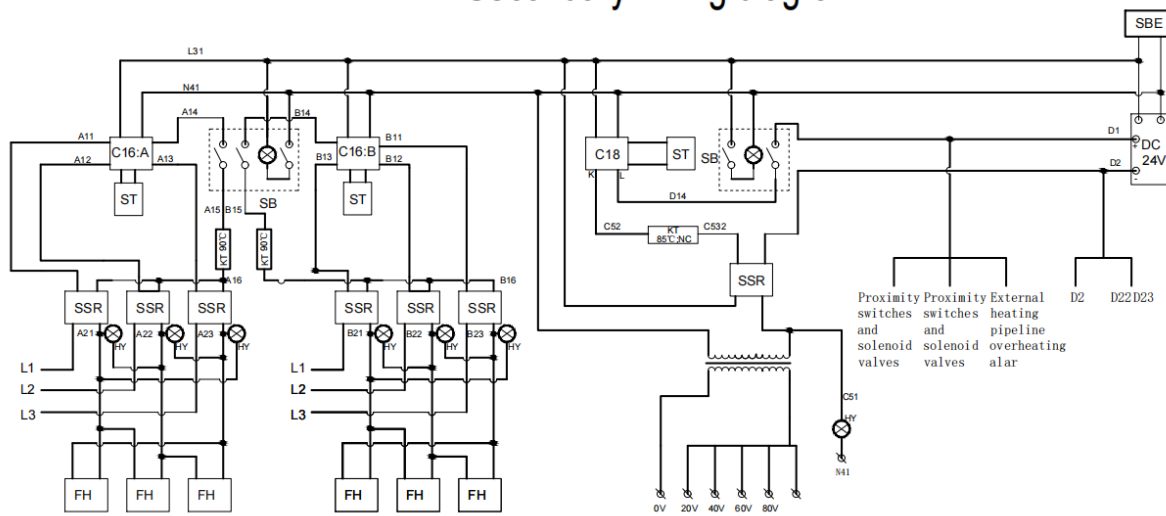 SBE
L31
N41
A14
B14
A11
A12
A13
C16:A
B13
C16:B
B11
B12
C18
ST
SB
K
L
D1
D2
+
-
DC
24V
ST
SB
ST
D14
A15
B15
KT 90℃
KT 90℃
C52
KT
85℃;NC
C532
A16
B16
SSR
SSR
SSR
SSR
SSR
SSR
SSR
A21
HY
A22
HY
A23
HY
B21
HY
B22
HY
B23
HY
Proximity
switches
and
solenoid
valves
Proximity
switches
and
solenoid
valves
External
heating
pipeline
overheating
alar
D2
D22
D23
L1
L2
L3
L1
L2
L3
C51
HY
N41
FH
FH
FH
FH
FH
FH
0V
20V
40V
60V
80V